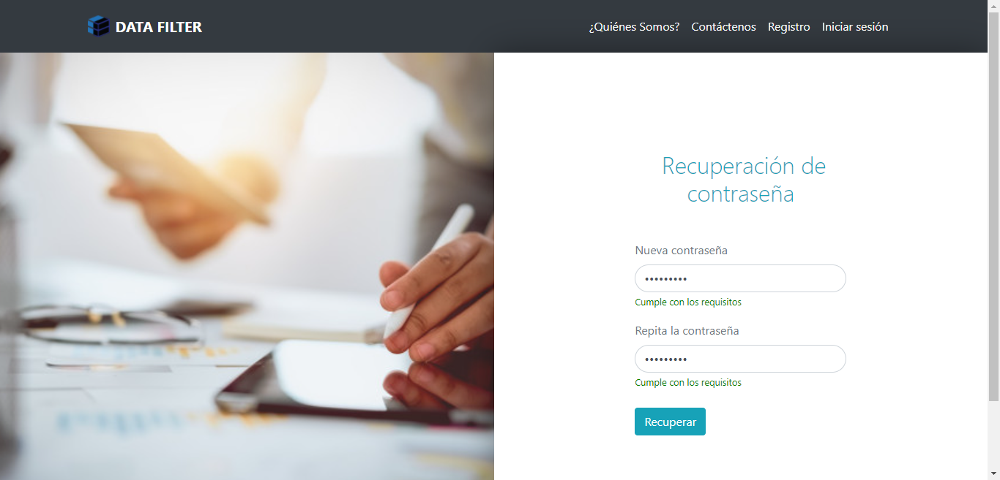 DATA FILTER
¿Quiénes Somos? Contáctenos Registro Iniciar sesión
Recuperación de
contraseña
Nueva contraseña
•••••••••
Cumple con los requisitos
Repita la contraseña
•••••••••
Cumple con los requisitos
Recuperar